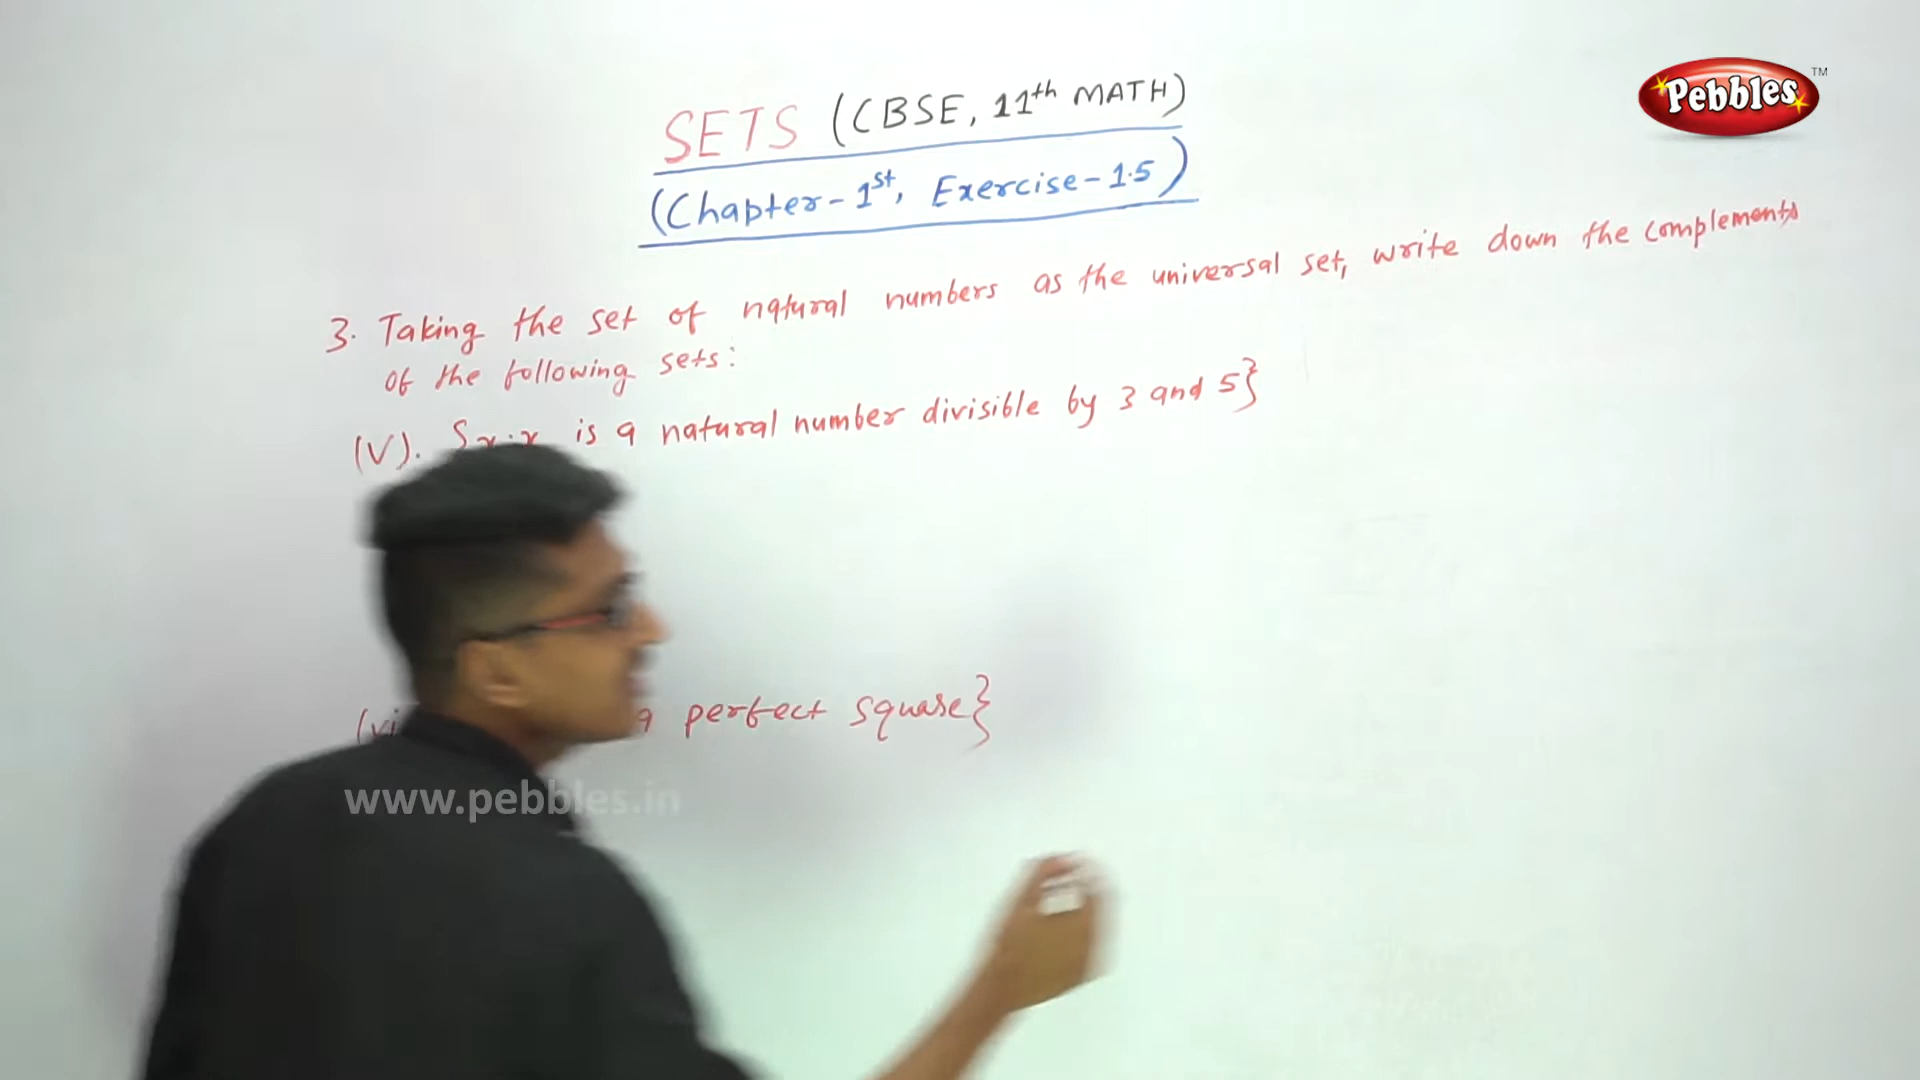 SETS (CBSE, 11th MATH)
(Chapter-1st, Exercise-1.5)
Pebbles TM
3. Taking the set of natural numbers as the universal set, write down the complements
of the following sets:
(V). {x:x is a natural number divisible by 3 and 5}
perfect square}
www.pebbles.in